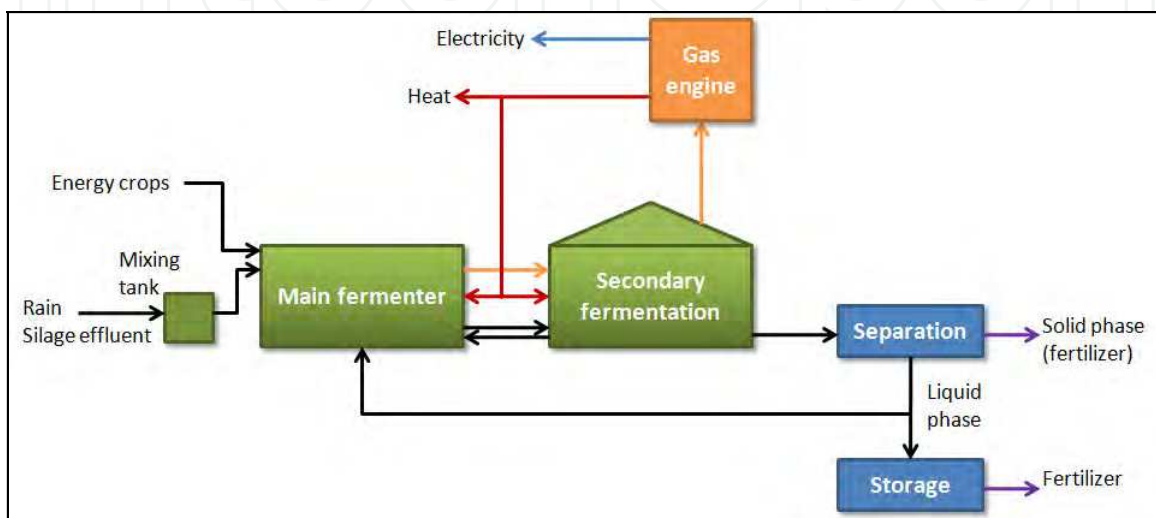 Electricity
Gas
engine
Heat
Energy crops
Mixing
tank
Main fermenter
Secondary
fermentation
Rain
Silage effluent
Separation
Solid phase
(fertilizer)
Liquid
phase
Storage
Fertilizer